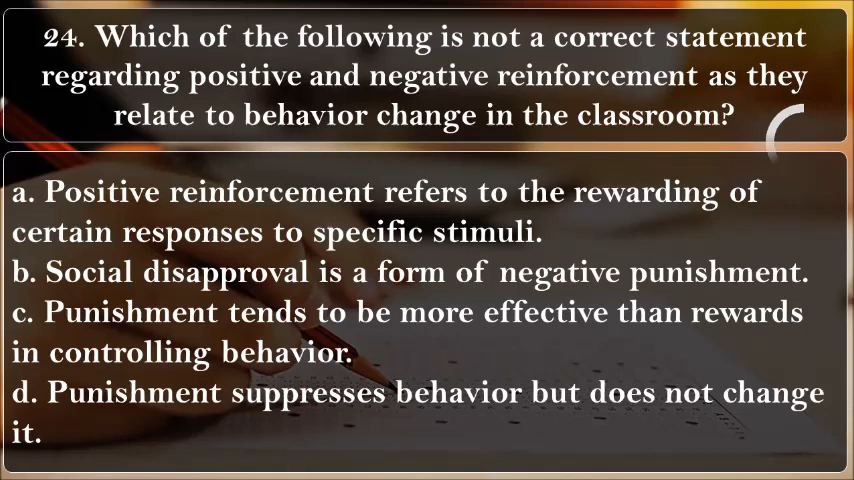 24. Which of the following is not a correct statement
regarding positive and negative reinforcement as they
relate to behavior change in the classroom?
a. Positive reinforcement refers to the rewarding of
certain responses to specific stimuli.
b. Social disapproval is a form of negative punishment.
c. Punishment tends to be more effective than rewards
in controlling behavior.
d. Punishment suppresses behavior but does not change
it.